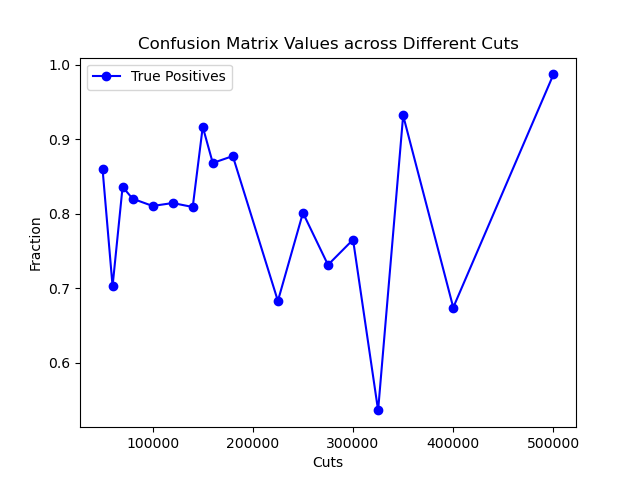 Confusion Matrix Values across Different Cuts
True Positives
1.0
0.9
0.8
0.7
0.6
Fraction
100000 200000 300000 400000 500000
Cuts